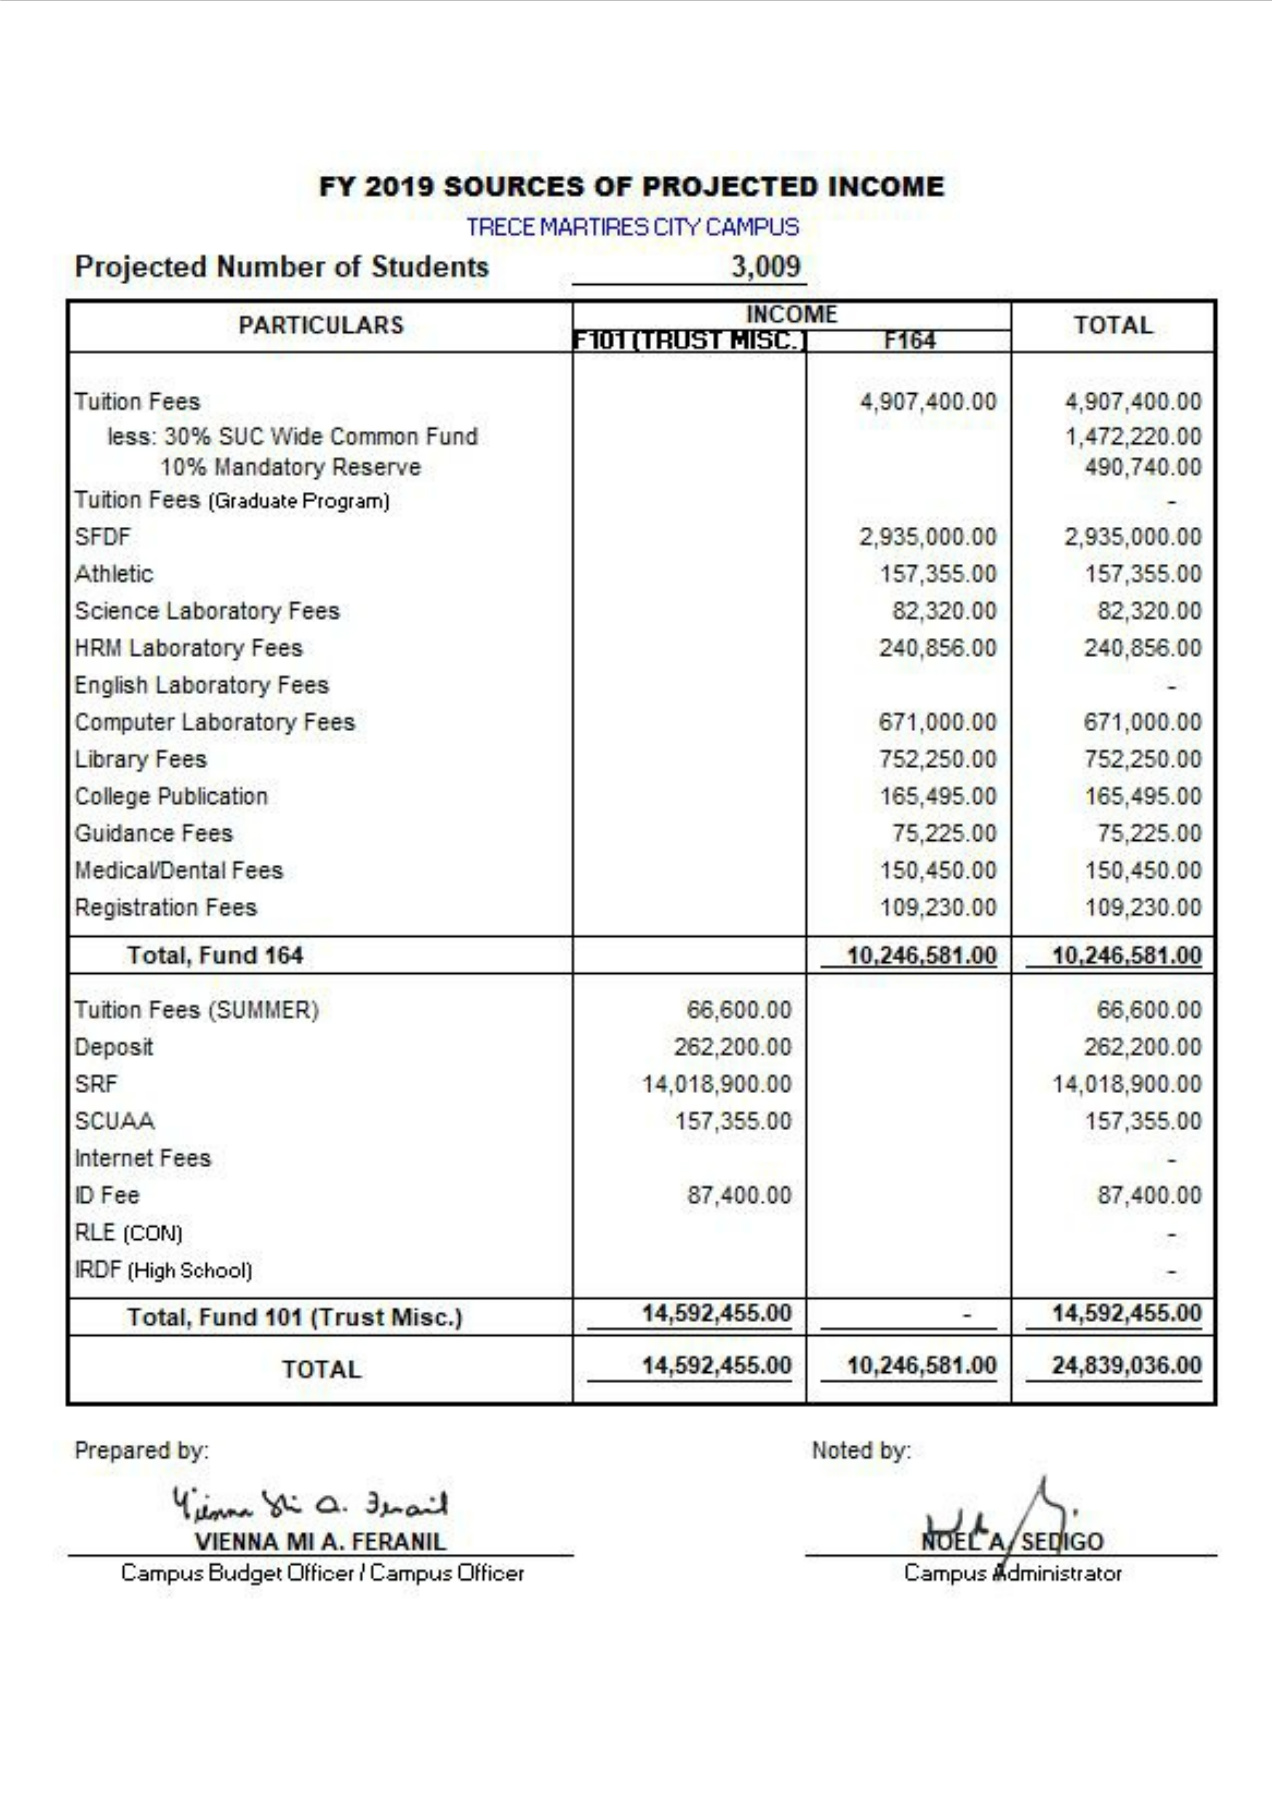 FY 2019 SOURCES OF PROJECTED INCOME
TRECE MARTIRES CITY CAMPUS
Projected Number of Students 3,009
PARTICULARS INCOME TOTAL
F101 (TRUST MISC.) F164
Tuition Fees 4,907,400.00 4,907,400.00
less: 30% SUC Wide Common Fund 1,472,220.00
10% Mandatory Reserve 490,740.00
Tuition Fees (Graduate Program) -
SFDF 2,935,000.00 2,935,000.00
Athletic 157,355.00 157,355.00
Science Laboratory Fees 82,320.00 82,320.00
HRM Laboratory Fees 240,856.00 240,856.00
English Laboratory Fees -
Computer Laboratory Fees 671,000.00 671,000.00
Library Fees 752,250.00 752,250.00
College Publication 165,495.00 165,495.00
Guidance Fees 75,225.00 75,225.00
Medical/Dental Fees 150,450.00 150,450.00
Registration Fees 109,230.00 109,230.00
Total, Fund 164 10,246,581.00 10,246,581.00
Tuition Fees (SUMMER) 66,600.00 66,600.00
Deposit 262,200.00 262,200.00
SRF 14,018,900.00 14,018,900.00
SCUAA 157,355.00 157,355.00
Internet Fees -
ID Fee 87,400.00 87,400.00
RLE (CON) -
IRDF (High School) -
Total, Fund 101 (Trust Misc.) 14,592,455.00 - 14,592,455.00
TOTAL 14,592,455.00 10,246,581.00 24,839,036.00
Prepared by: Noted by:
Vienna Mi A. Feranil
VIENNA MI A. FERANIL NOEL A. SEDIGO
Campus Budget Officer / Campus Officer Campus Administrator